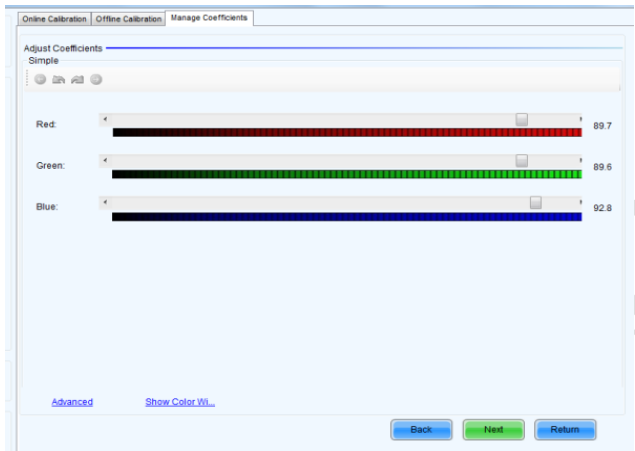 Online Calibration Offline Calibration Manage Coefficients
Adjust Coefficients
Simple
Red: 89.7
Green: 89.6
Blue: 92.8
Advanced Show Color Wi...
Back Next Return